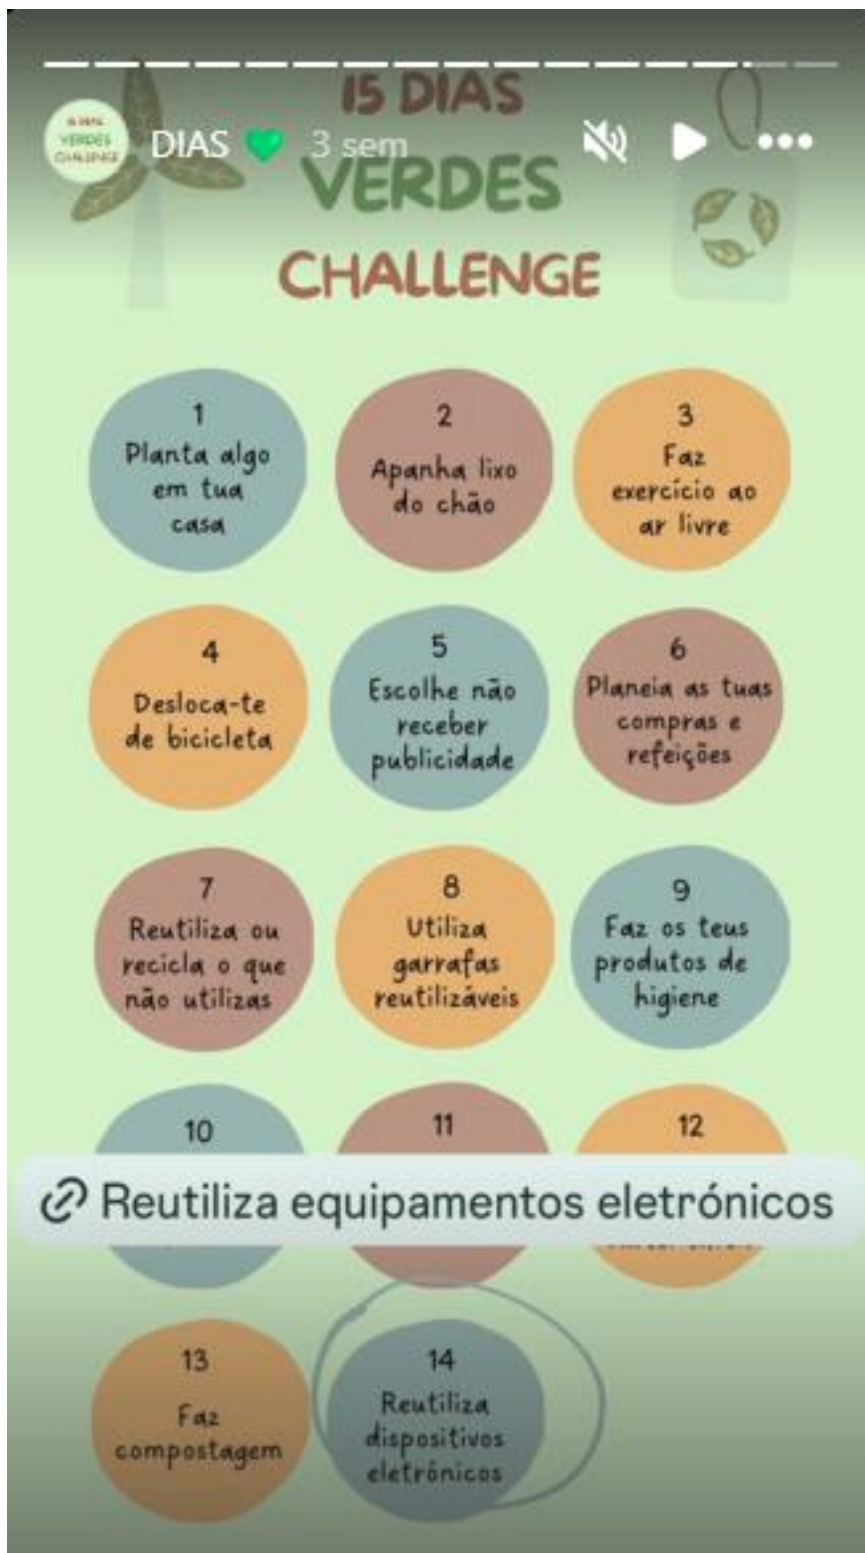 15 DIAS
DIAS 💚 3 sem
VERDES
CHALLENGE
VERDES
CHALLENGE
1
Planta algo
em tua
casa
2
Apanha lixo
do chão
3
Faz
exercício ao
ar livre
4
Desloca-te
de bicicleta
5
Escolhe não
receber
publicidade
6
Planeia as tuas
compras e
refeições
7
Reutiliza ou
recicla o que
não utilizas
8
Utiliza
garrafas
reutilizáveis
9
Faz os teus
produtos de
higiene
10
11
12
Reutiliza equipamentos eletrónicos
13
Faz
compostagem
14
Reutiliza
dispositivos
eletrónicos